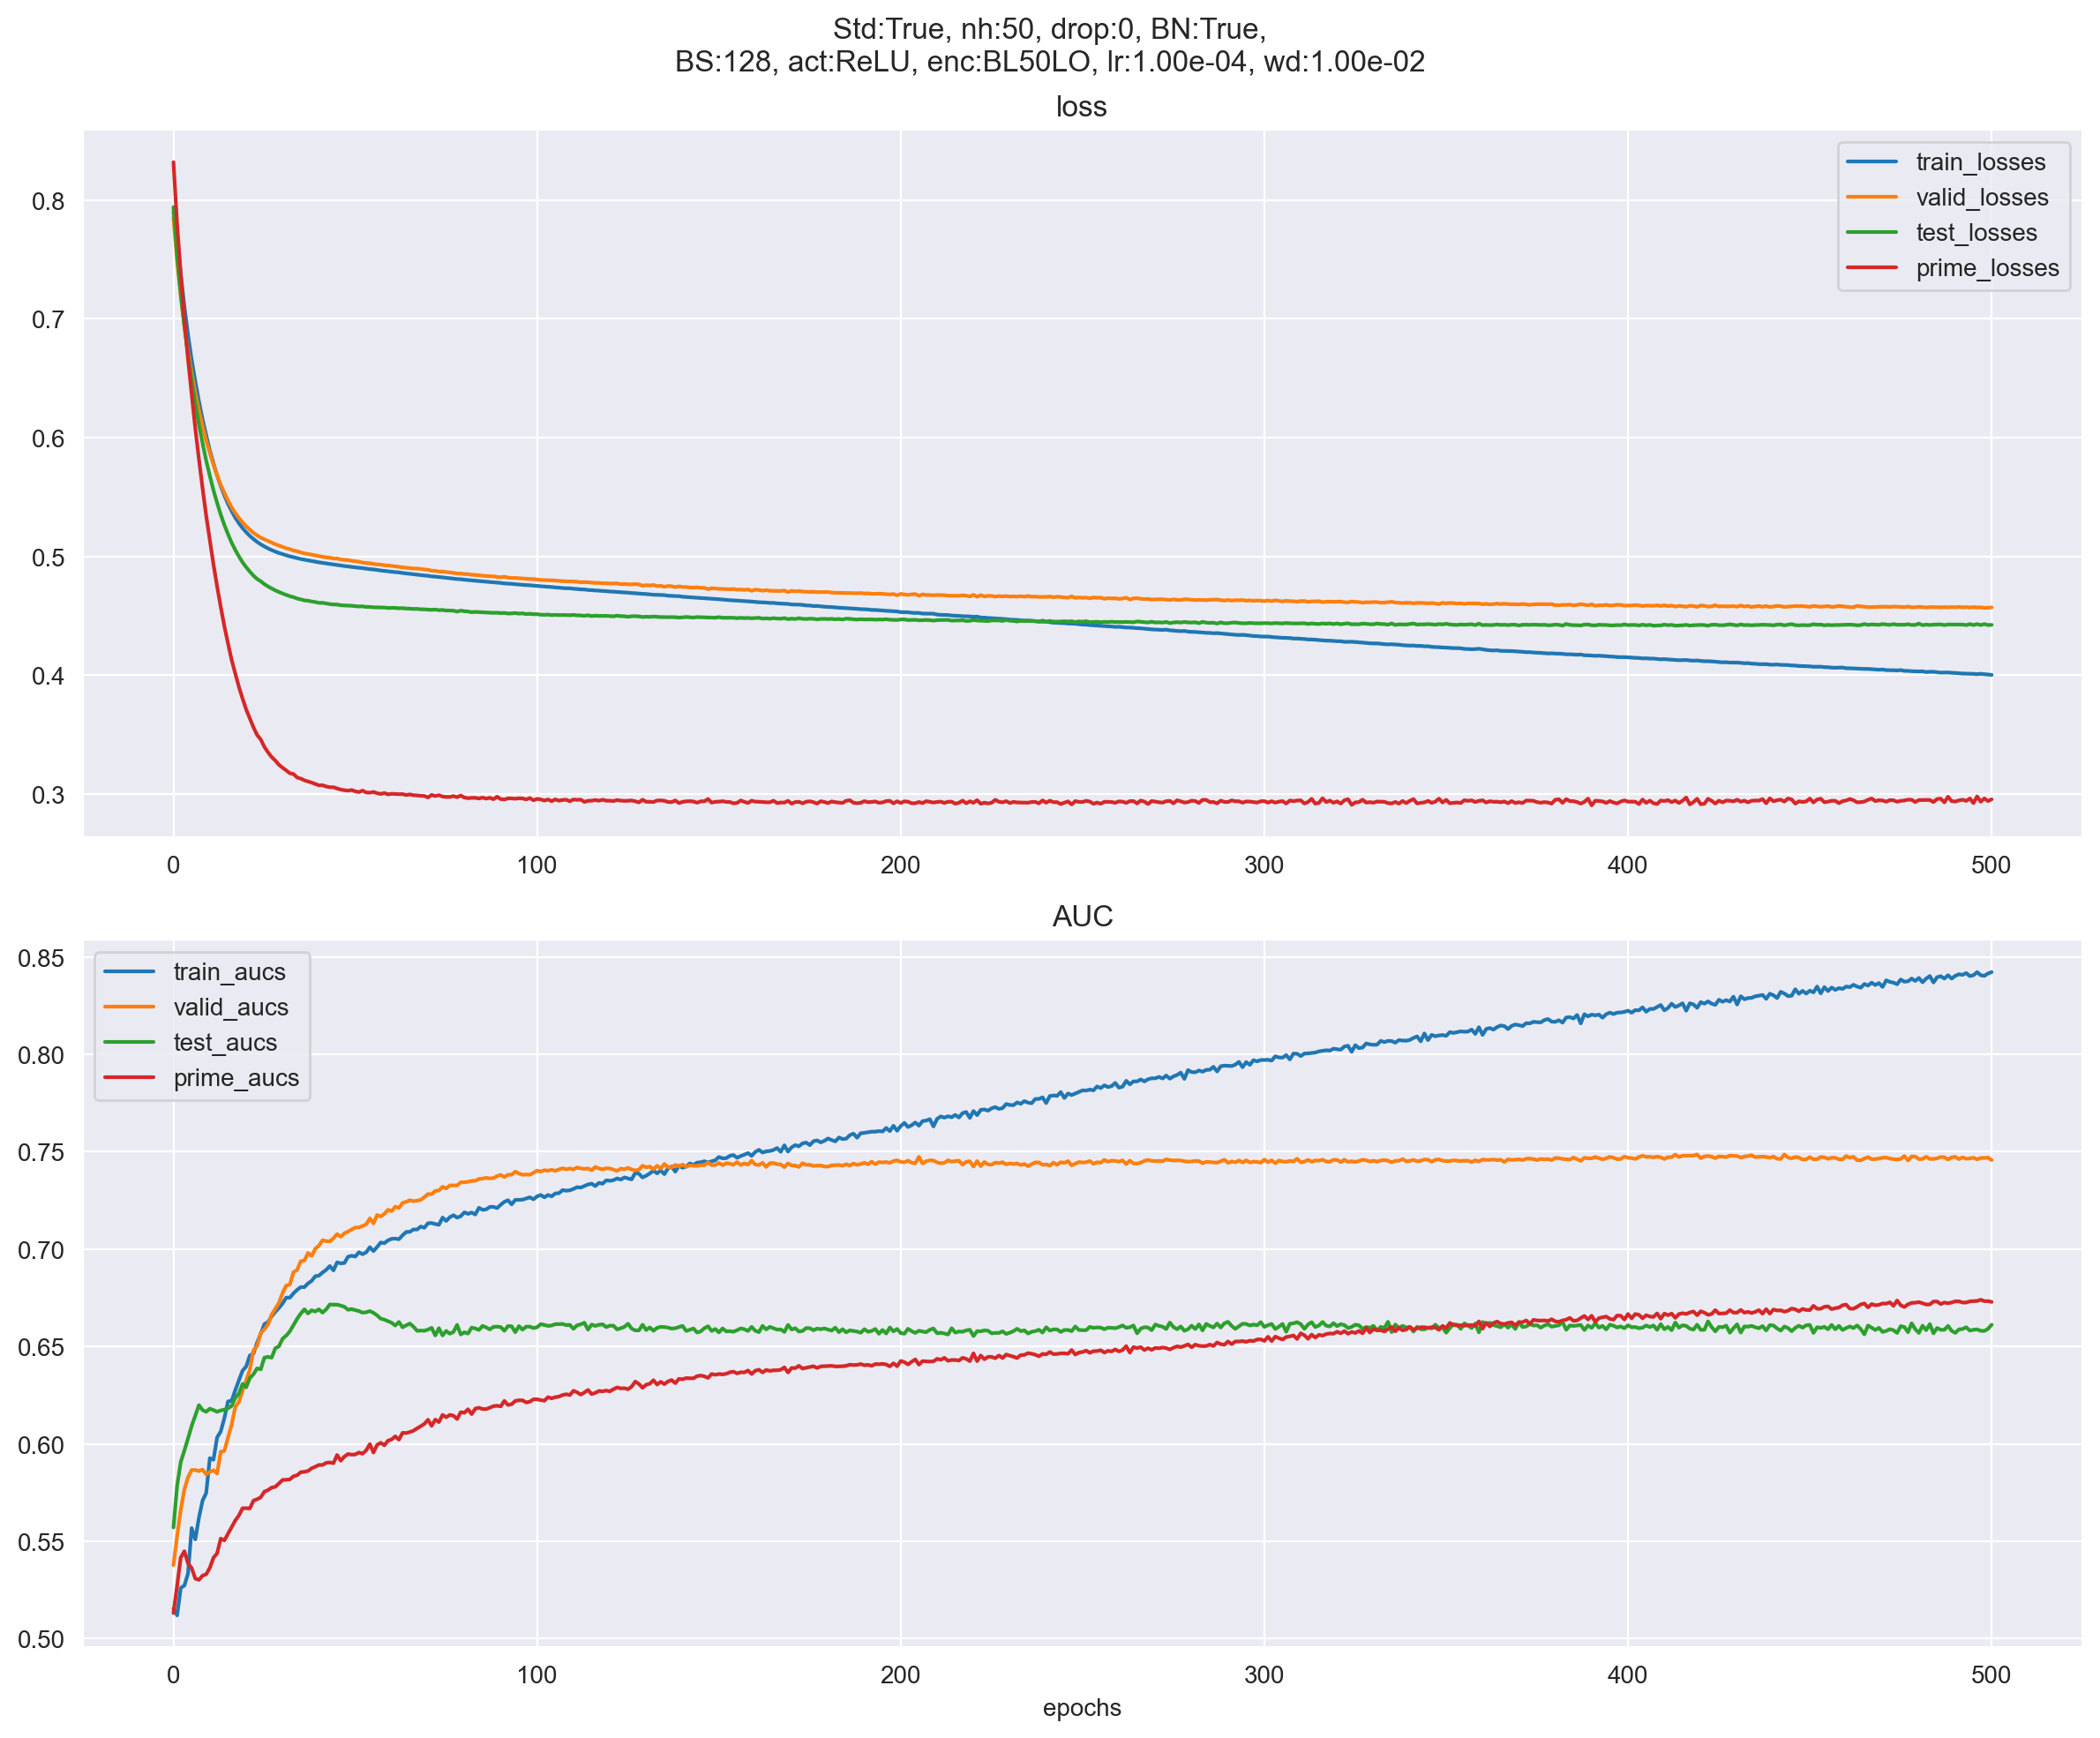 Std:True, nh:50, drop:0, BN:True,
BS:128, act:ReLU, enc:BL50LO, lr:1.00e-04, wd:1.00e-02
loss
train_losses
valid_losses
test_losses
prime_losses
0.8
0.7
0.6
0.5
0.4
0.3
0 100 200 300 400 500
AUC
train_aucs
valid_aucs
test_aucs
prime_aucs
0.85
0.80
0.75
0.70
0.65
0.60
0.55
0.50
0 100 200 300 400 500
epochs